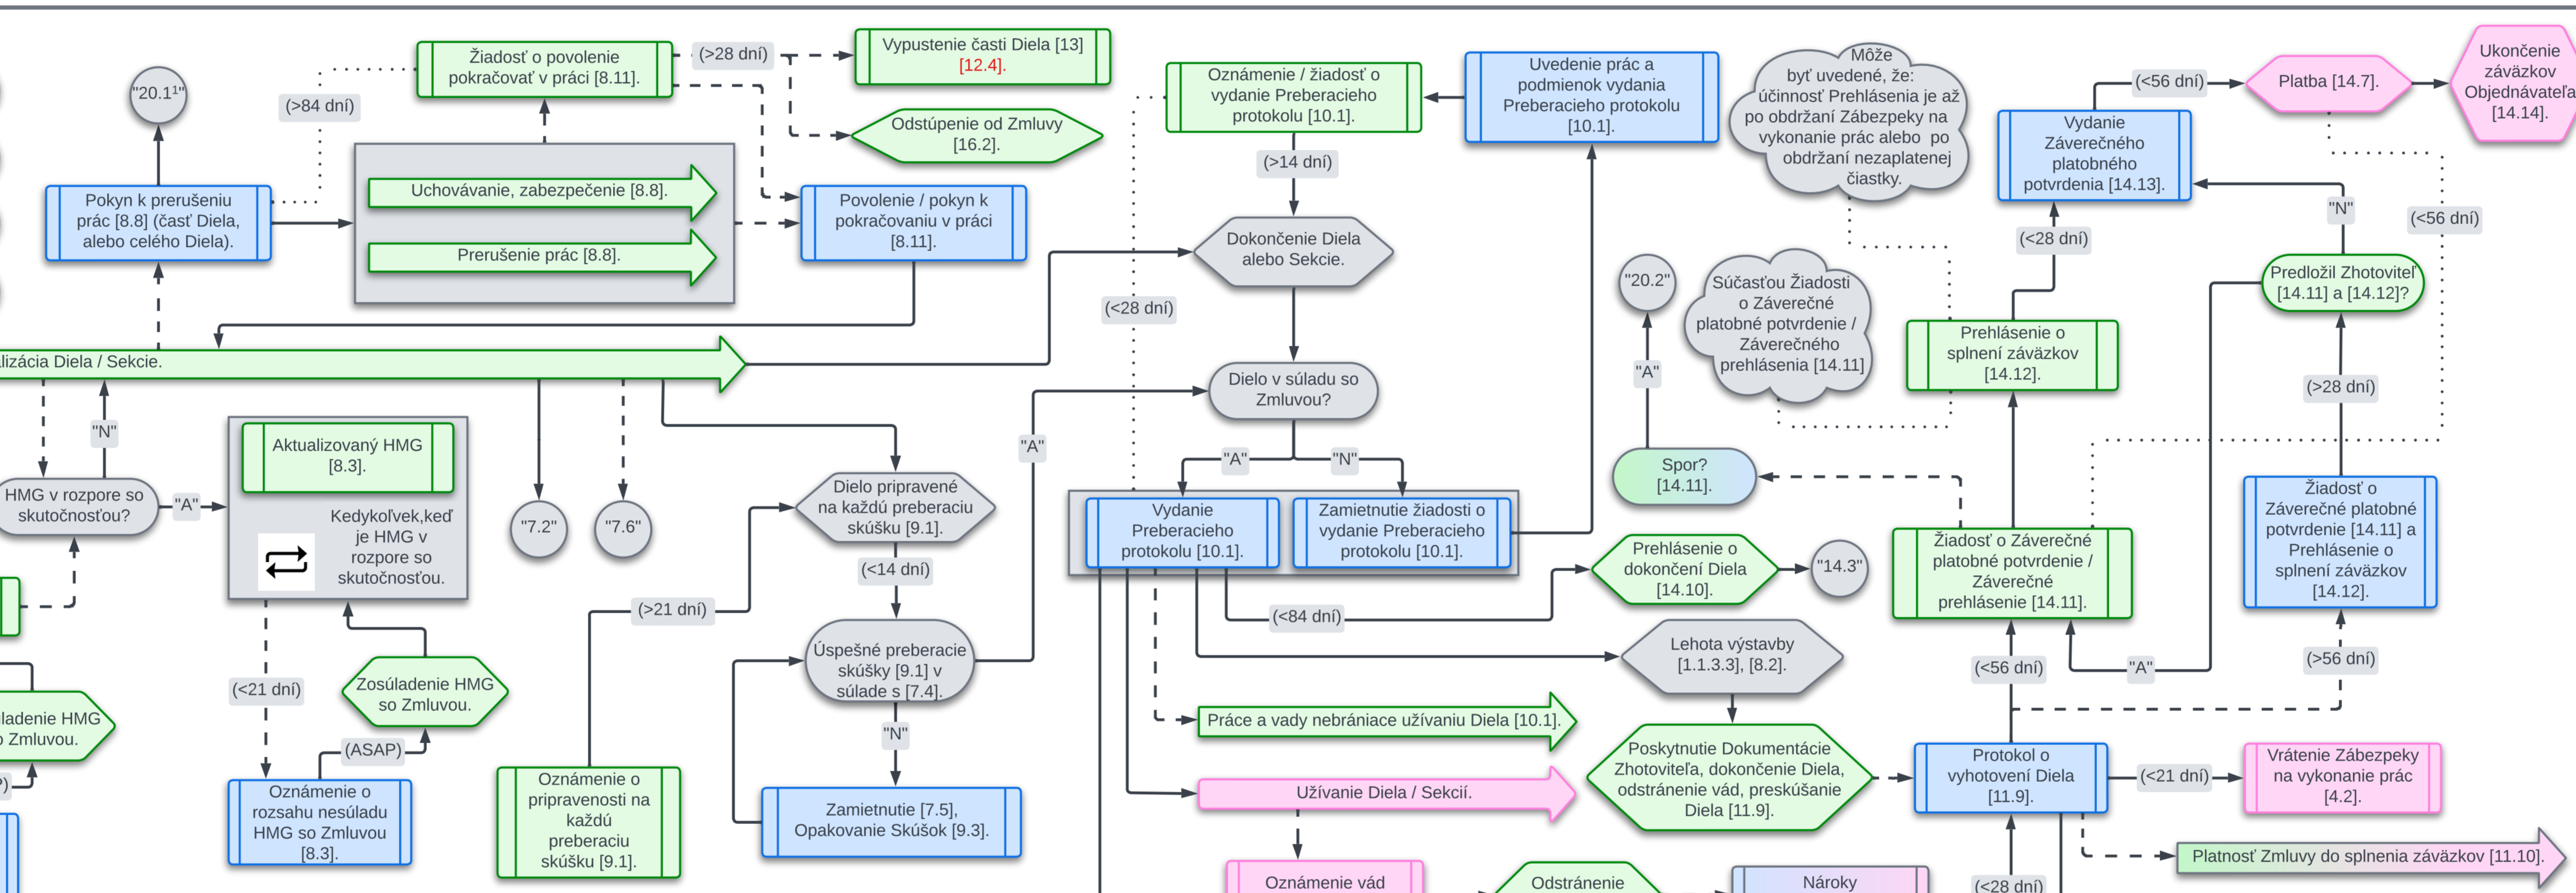 "20.1¹"
Žiadosť o povolenie
pokračovať v práci [8.11].
(>28 dní)
Vypustenie časti Diela [13]
[12.4].
(>84 dní)
Odstúpenie od Zmluvy
[16.2].
Pokyn k prerušeniu
prác [8.8] (časť Diela,
alebo celého Diela).
Uchovávanie, zabezpečenie [8.8].
Prerušenie prác [8.8].
Povolenie / pokyn k
pokračovaniu v práci
[8.11].
Oznámenie / žiadosť o
vydanie Preberacieho
protokolu [10.1].
Uvedenie prác a
podmienok vydania
Preberacieho protokolu
[10.1].
(>14 dní)
Dokončenie Diela
alebo Sekcie.
(<28 dní)
Dielo v súladu so
Zmluvou?
"A"
"N"
Vydanie
Preberacieho
protokolu [10.1].
Zamietnutie žiadosti o
vydanie Preberacieho
protokolu [10.1].
Môže
byť uvedené, že:
účinnosť Prehlásenia je až
po obdržaní Zábezpeky na
vykonanie prác alebo po
obdržaní nezaplatenej
čiastky.
Súčasťou Žiadosti
o Záverečné
platobné potvrdenie /
Záverečného
prehlásenia [14.11]
"20.2"
"A"
Spor?
[14.11].
Vydanie
Záverečného
platobného
potvrdenia [14.13].
(<56 dní)
Platba [14.7].
Ukončenie
záväzkov
Objednávateľa
[14.14].
"N"
(<56 dní)
(<28 dní)
Predložil Zhotoviteľ
[14.11] a [14.12]?
Prehlásenie o
splnení záväzkov
[14.12].
(>28 dní)
Žiadosť o Záverečné
platobné potvrdenie /
Záverečné
prehlásenie [14.11].
Žiadosť o
Záverečné platobné
potvrdenie [14.11] a
Prehlásenie o
splnení záväzkov
[14.12].
(<56 dní)
"A"
(>56 dní)
alizácia Diela / Sekcie.
"N"
HMG v rozpore so
skutočnosťou?
"A"
Aktualizovaný HMG
[8.3].
Kedykoľvek,keď
je HMG v
rozpore so
skutočnosťou.
"7.2"
"7.6"
Dielo pripravené
na každú preberaciu
skúšku [9.1].
"A"
(<14 dní)
(>21 dní)
Úspešné preberacie
skúšky [9.1] v
súlade s [7.4].
"N"
Zamietnutie [7.5],
Opakovanie Skúšok [9.3].
(<21 dní)
Zosúladenie HMG
so Zmluvou.
(ASAP)
Oznámenie o
rozsahu nesúladu
HMG so Zmluvou
[8.3].
ladenie HMG
o Zmluvou.
Oznámenie o
pripravenosti na
každú
preberaciu
skúšku [9.1].
Prehlásenie o
dokončení Diela
[14.10].
"14.3"
(<84 dní)
Lehota výstavby
[1.1.3.3], [8.2].
Práce a vady nebrániace užívaniu Diela [10.1].
Užívanie Diela / Sekcií.
Poskytnutie Dokumentácie
Zhotoviteľa, dokončenie Diela,
odstránenie vád, preskúšanie
Diela [11.9].
Protokol o
vyhotovení Diela
[11.9].
(<21 dní)
Vrátenie Zábezpeky
na vykonanie prác
[4.2].
Platnosť Zmluvy do splnenia záväzkov [11.10].
(<28 dní)
Oznámenie vád
Odstránenie
Nároky